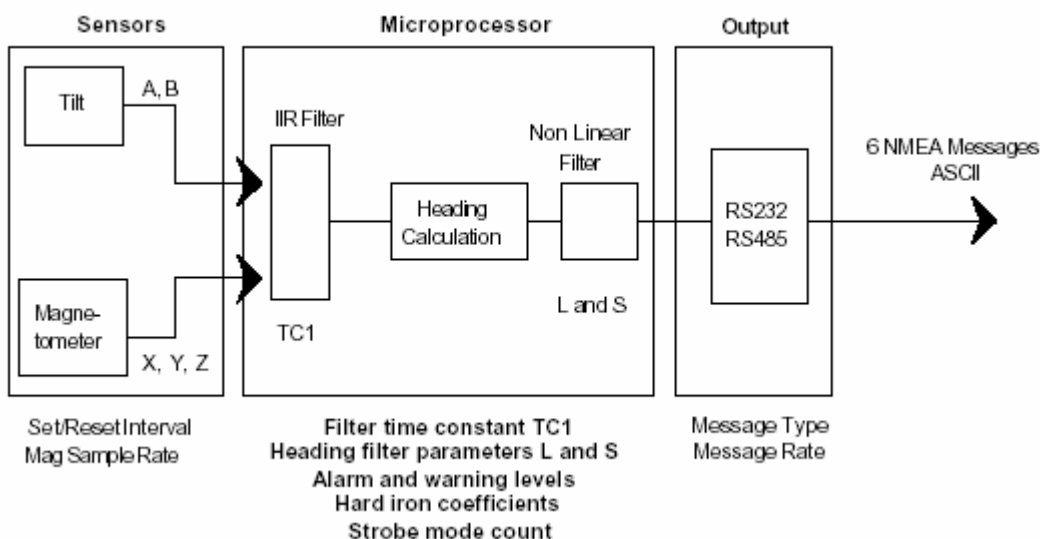 Sensors
Microprocessor
Output
Tilt
A, B
IIR Filter
Non Linear
Filter
6 NMEA Messages
ASCII
Heading
Calculation
RS232
RS485
Magne-
tometer
X, Y, Z
TC1
L and S
Set/Reset Interval
Mag Sample Rate
Filter time constant TC1
Heading filter parameters L and S
Alarm and warning levels
Hard iron coefficients
Strobe mode count
Message Type
Message Rate